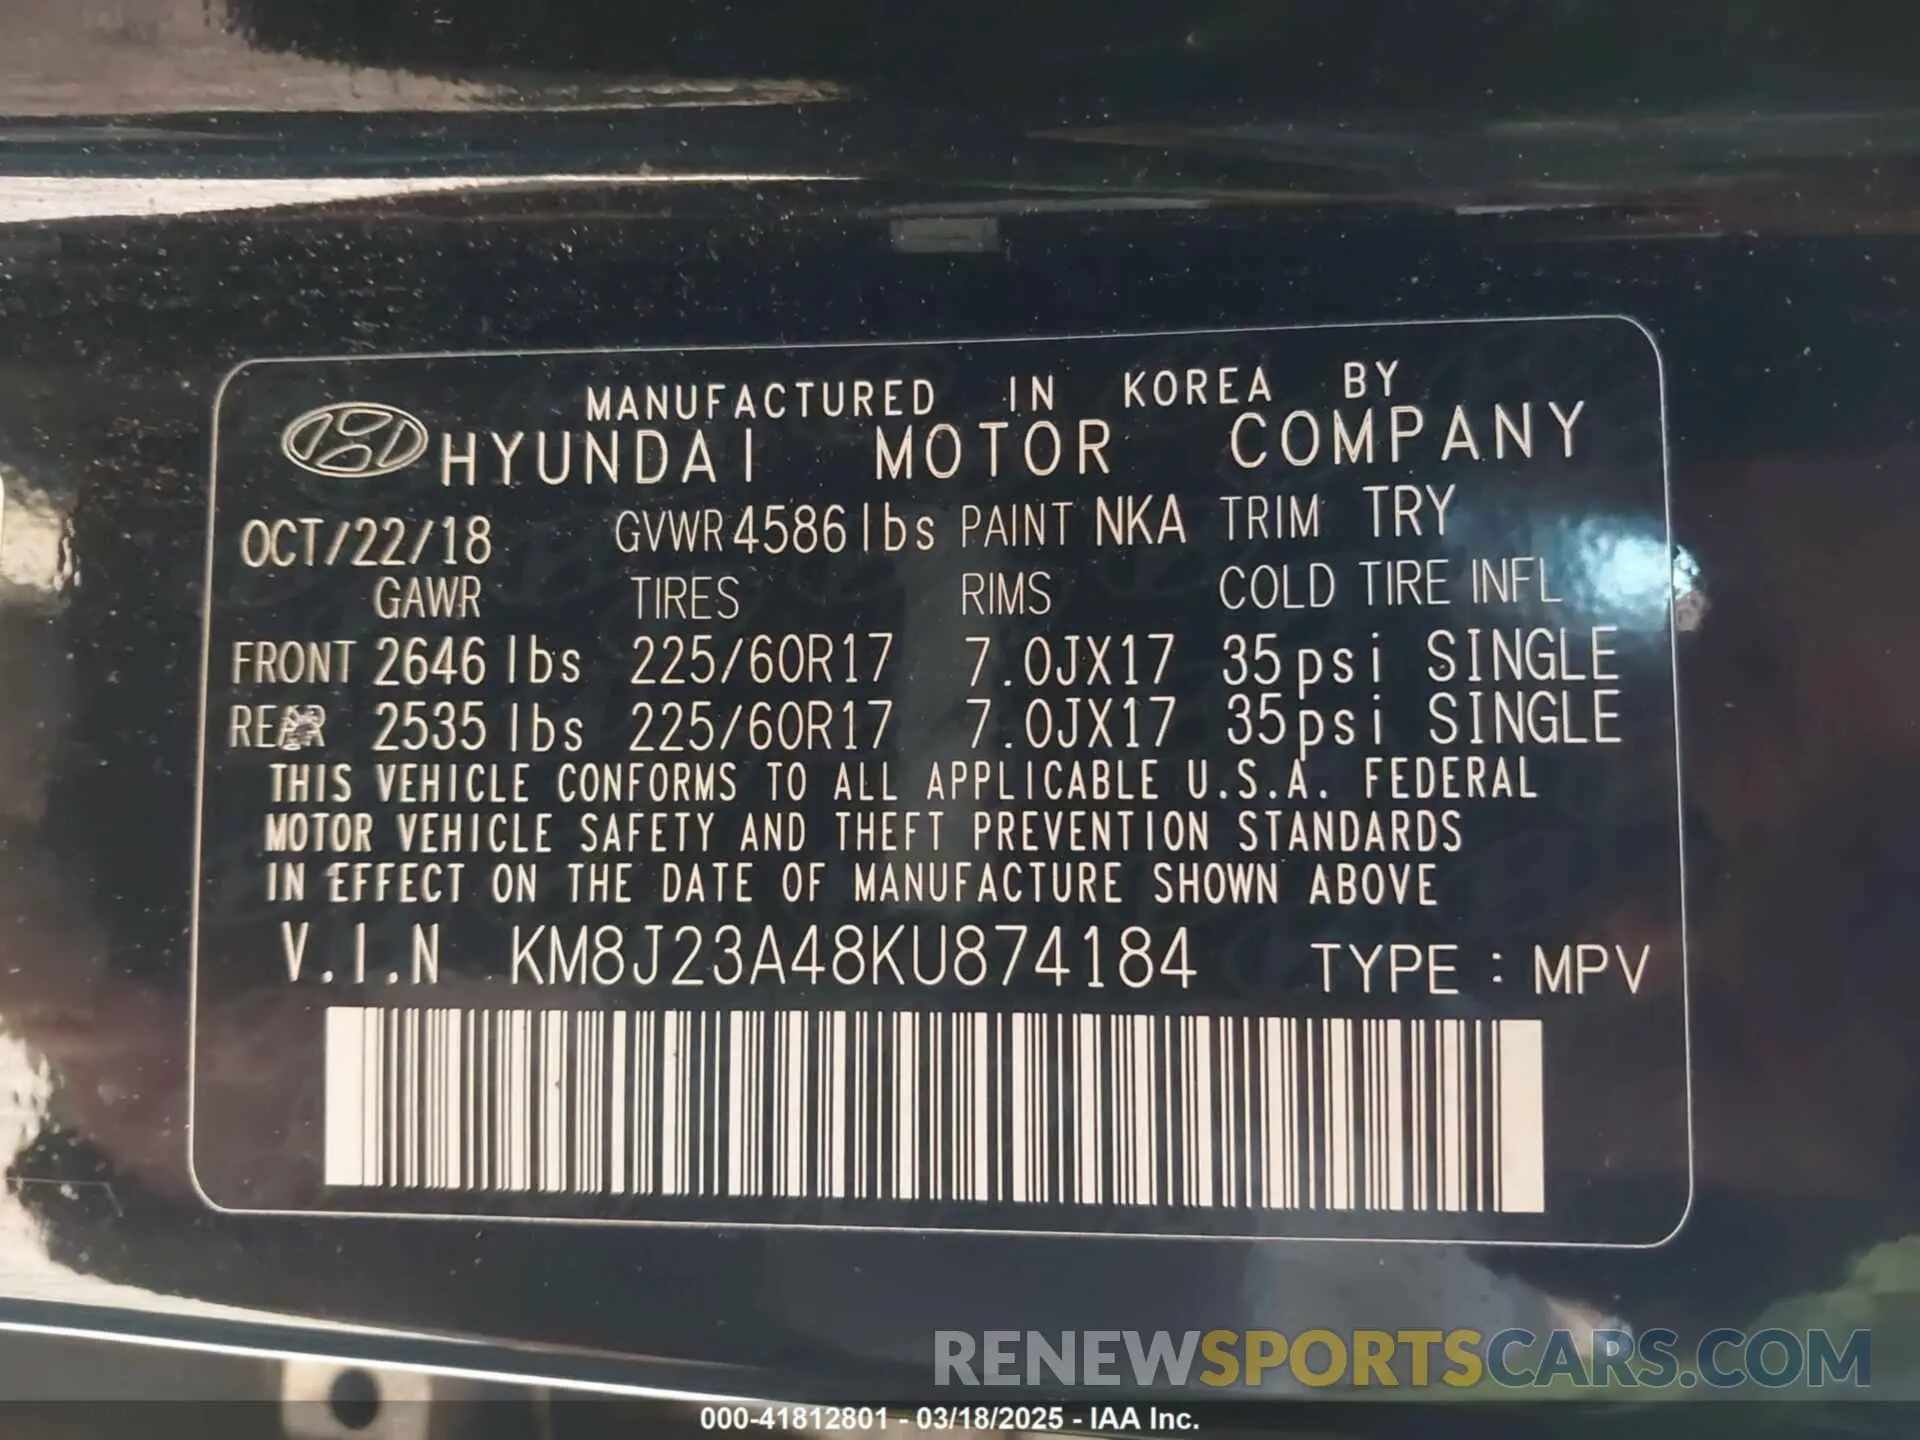 MANUFACTURED IN KOREA BY
HYUNDAI MOTOR COMPANY
OCT/22/18 GVWR 4586 lbs PAINT NKA TRIM TRY
GAWR TIRES RIMS COLD TIRE INFL
FRONT 2646 lbs 225/60R17 7.0JX17 35psi SINGLE
REAR 2535 lbs 225/60R17 7.0JX17 35psi SINGLE
THIS VEHICLE CONFORMS TO ALL APPLICABLE U.S.A. FEDERAL
MOTOR VEHICLE SAFETY AND THEFT PREVENTION STANDARDS
IN EFFECT ON THE DATE OF MANUFACTURE SHOWN ABOVE
V.I.N KM8J23A48KU874184 TYPE : MPV
RENEWSPORTSCARS.COM
000-41812801 - 03/18/2025 - IAA Inc.